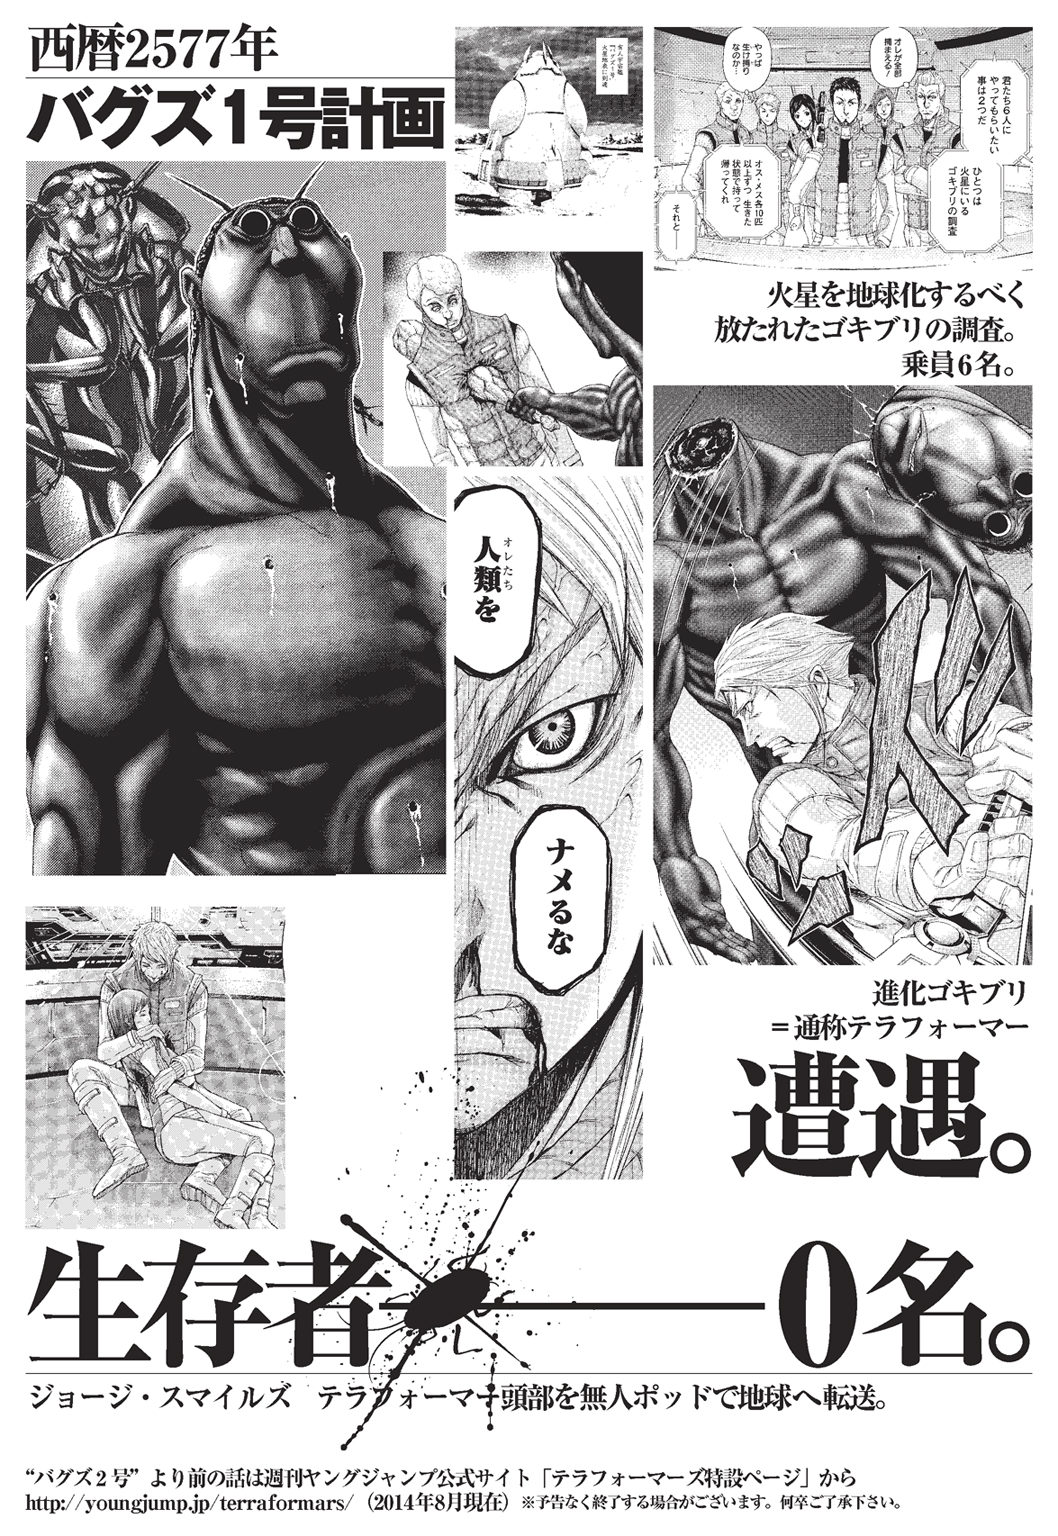 西暦2577年
バグズ1号計画
有人宇宙艦
『バグズ1号』
火星地表に到達
君たち6人に
やってもらいたい
事は2つだ
ひとつは
火星にいる
ゴキブリの調査
オレが全部
捕まえる!
やっぱ
生け捕り
なのか…
オス・メス各10匹
以上ずつ 生きた
状態で持って
帰ってくれ
それと――
火星を地球化するべく
放たれたゴキブリの調査。
乗員6名。
人類を
オレたち
ナメるな
進化ゴキブリ
=通称テラフォーマー
遭遇。
生存者――0名。
ジョージ・スマイルズ テラフォーマー頭部を無人ポッドで地球へ転送。
“バグズ2号”より前の話は週刊ヤングジャンプ公式サイト「テラフォーマーズ特設ページ」から
http://youngjump.jp/terraformars/（2014年8月現在）※予告なく終了する場合がございます。何卒ご了承下さい。